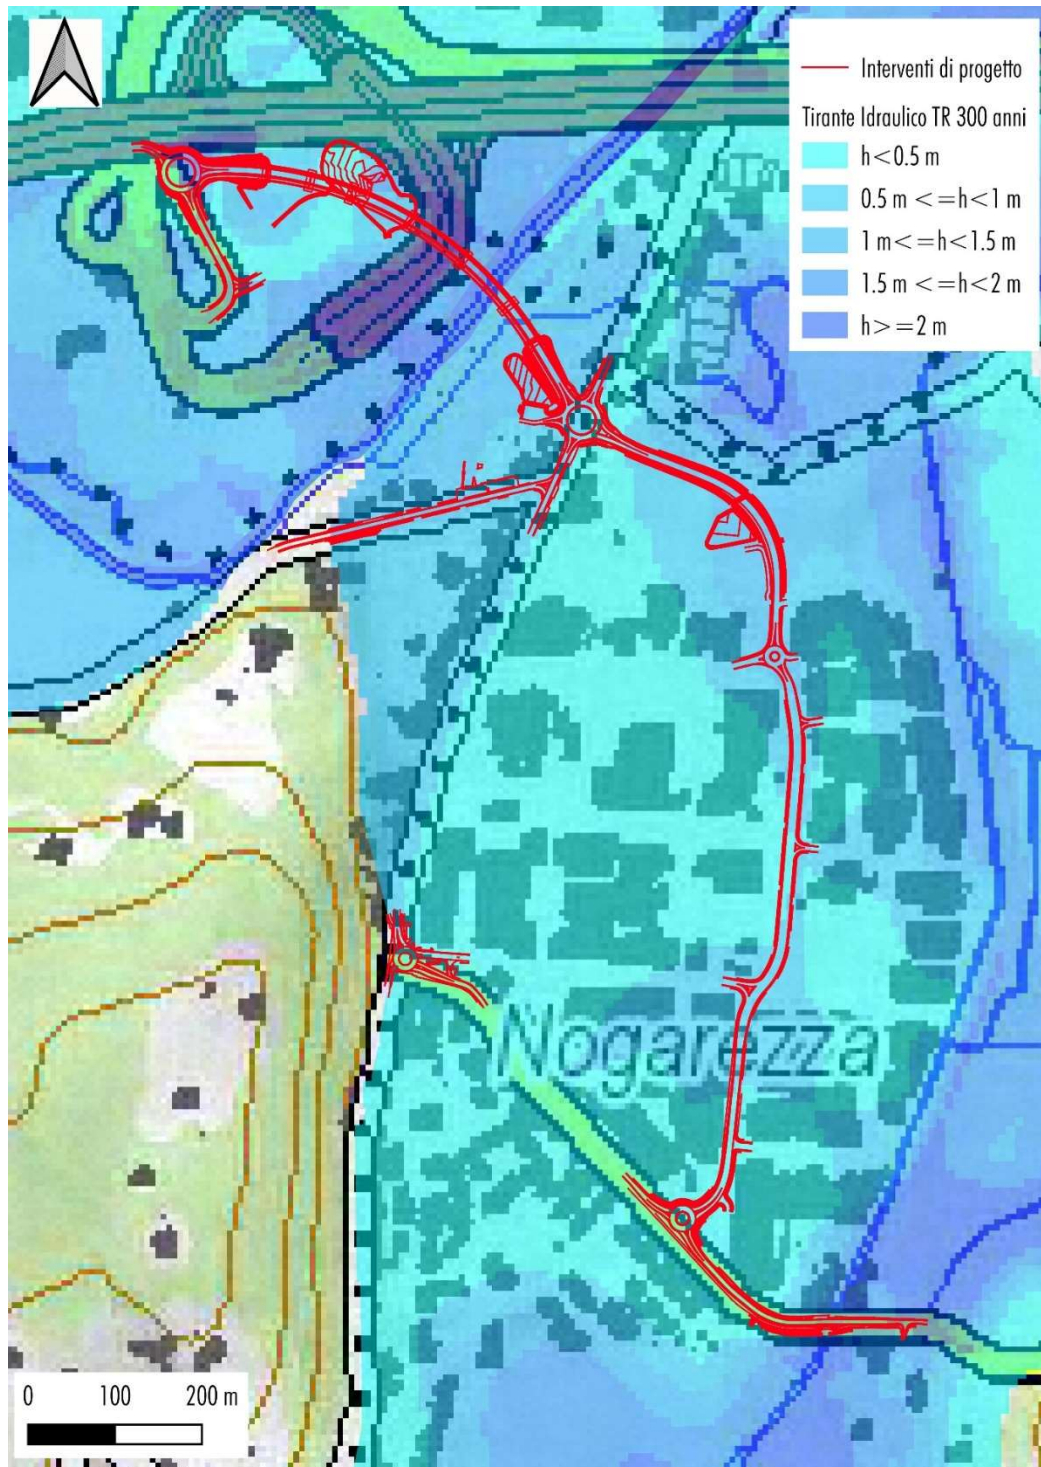 Interventi di progetto
Tirante Idraulico TR 300 anni
h<0.5 m
0.5 m <=h<1 m
1 m<=h<1.5 m
1.5 m <=h<2 m
h>=2 m
Nogarezza
0 100 200 m